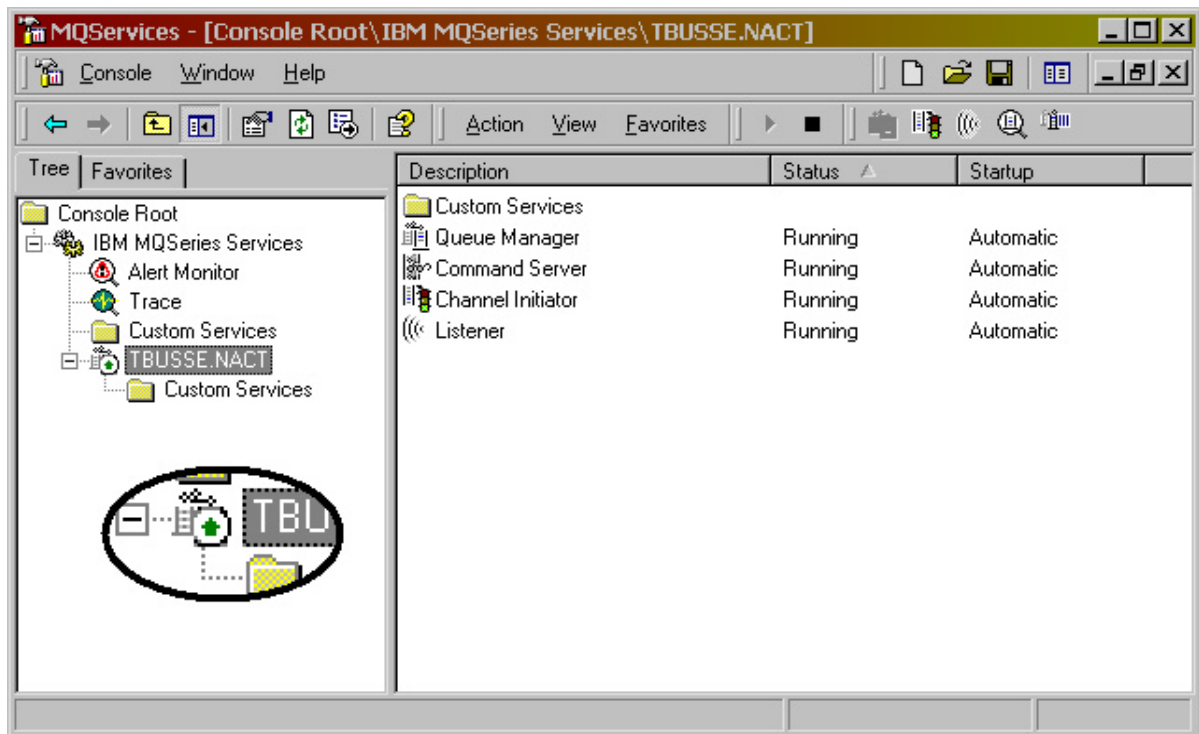 MQServices - [Console Root\IBM MQSeries Services\TBUSSE.NACT]
Console Window Help
Action View Favorites
Tree Favorites
Description Status Startup
Console Root
IBM MQSeries Services
Alert Monitor
Trace
Custom Services
TBUSSE.NACT
Custom Services
Custom Services
Queue Manager Running Automatic
Command Server Running Automatic
Channel Initiator Running Automatic
Listener Running Automatic
TBU